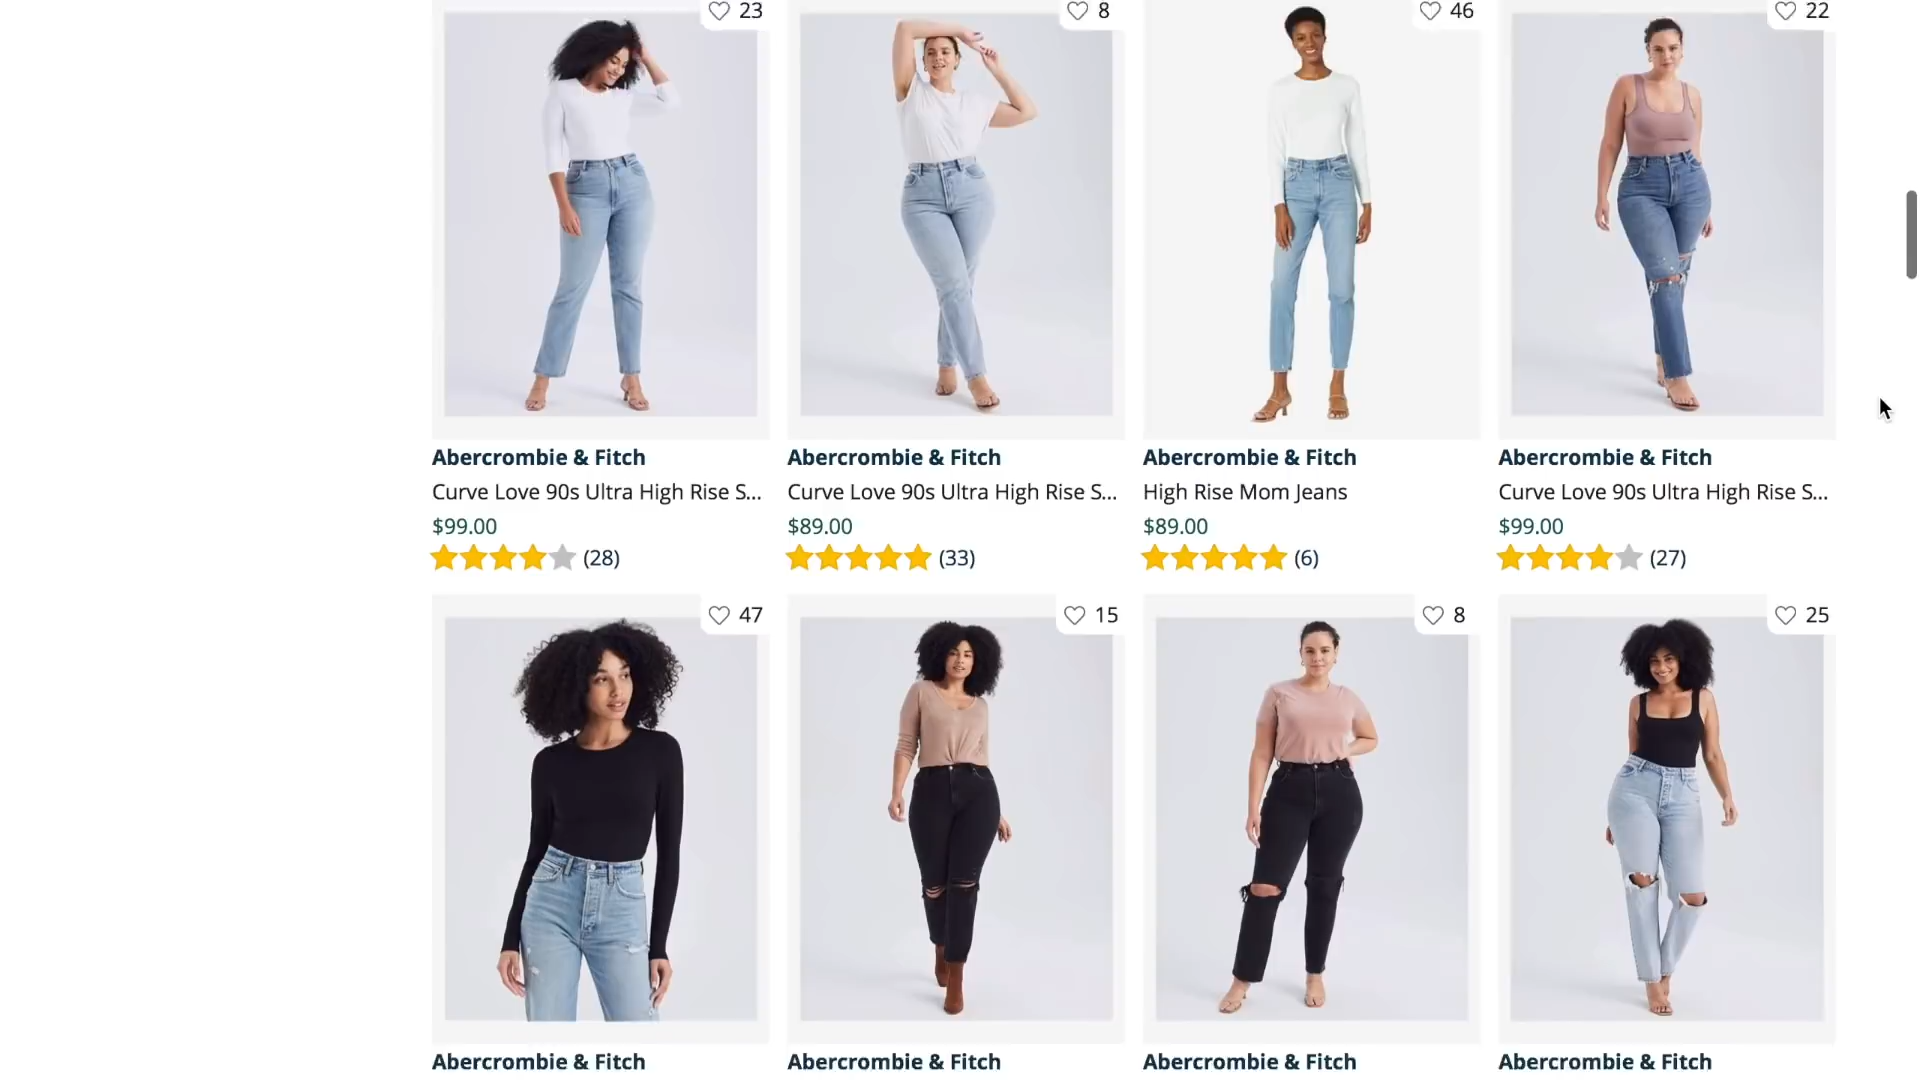 23
8
46
22
Abercrombie & Fitch
Curve Love 90s Ultra High Rise S...
$99.00
(28)
Abercrombie & Fitch
Curve Love 90s Ultra High Rise S...
$89.00
(33)
Abercrombie & Fitch
High Rise Mom Jeans
$89.00
(6)
Abercrombie & Fitch
Curve Love 90s Ultra High Rise S...
$99.00
(27)
47
15
8
25
Abercrombie & Fitch
Abercrombie & Fitch
Abercrombie & Fitch
Abercrombie & Fitch